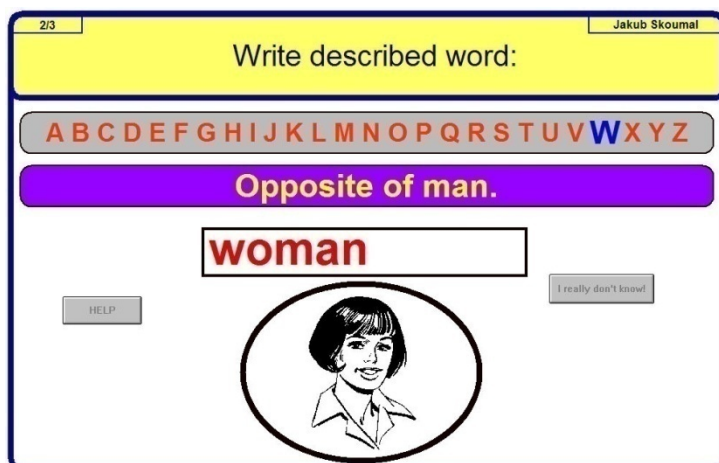 2/3
Jakub Skoumal
Write described word:
A B C D E F G H I J K L M N O P Q R S T U V W X Y Z
Opposite of man.
woman
I really don't know!
HELP